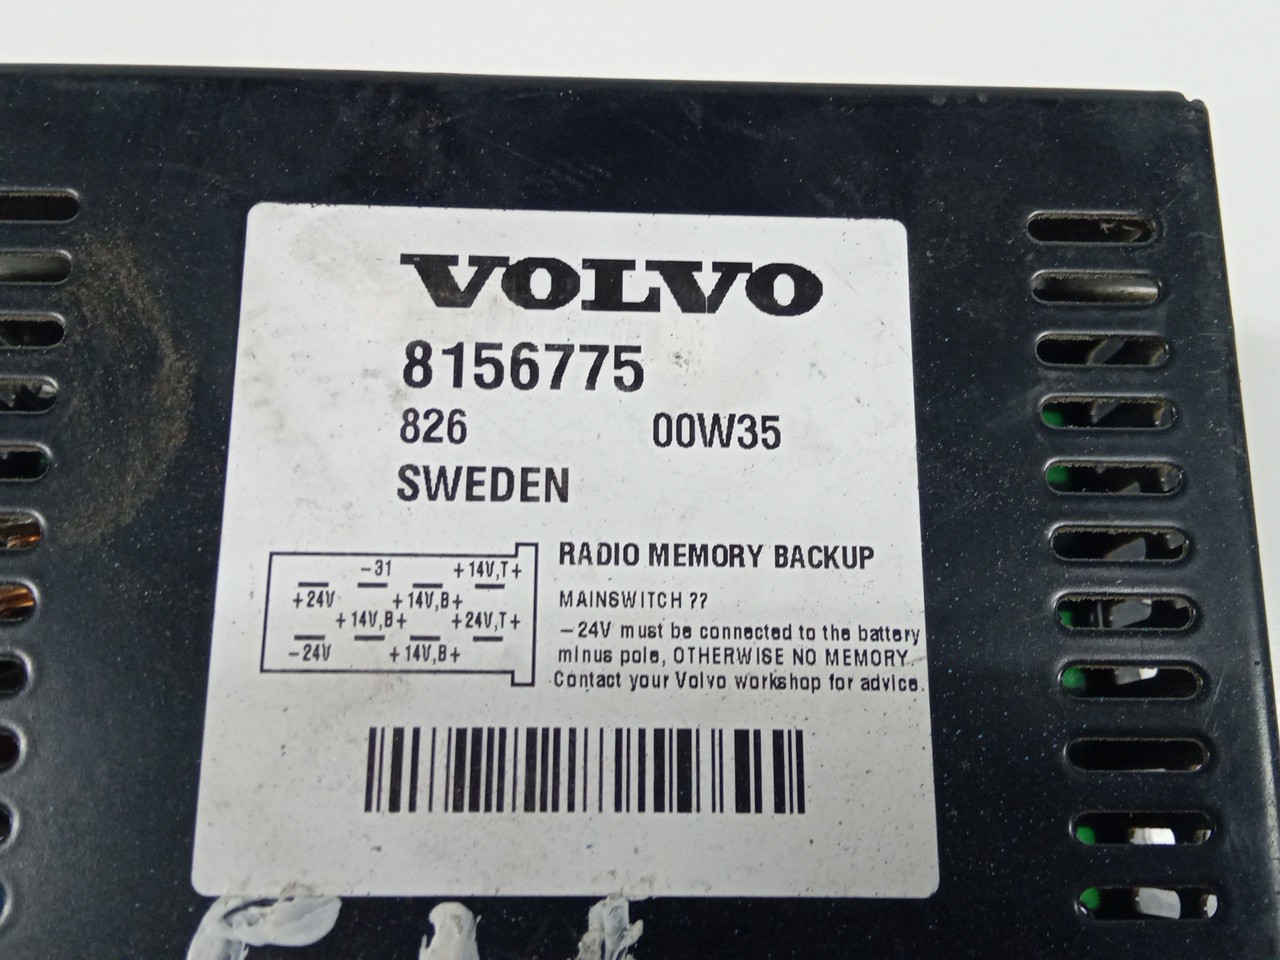 VOLVO
8156775
826 00W35
SWEDEN
-31 +14V,T+
+24V +14V,B+
+14V,B+ +24V,T+
-24V +14V,B+
RADIO MEMORY BACKUP
MAINSWITCH ??
-24V must be connected to the battery
minus pole, OTHERWISE NO MEMORY.
Contact your Volvo workshop for advice.